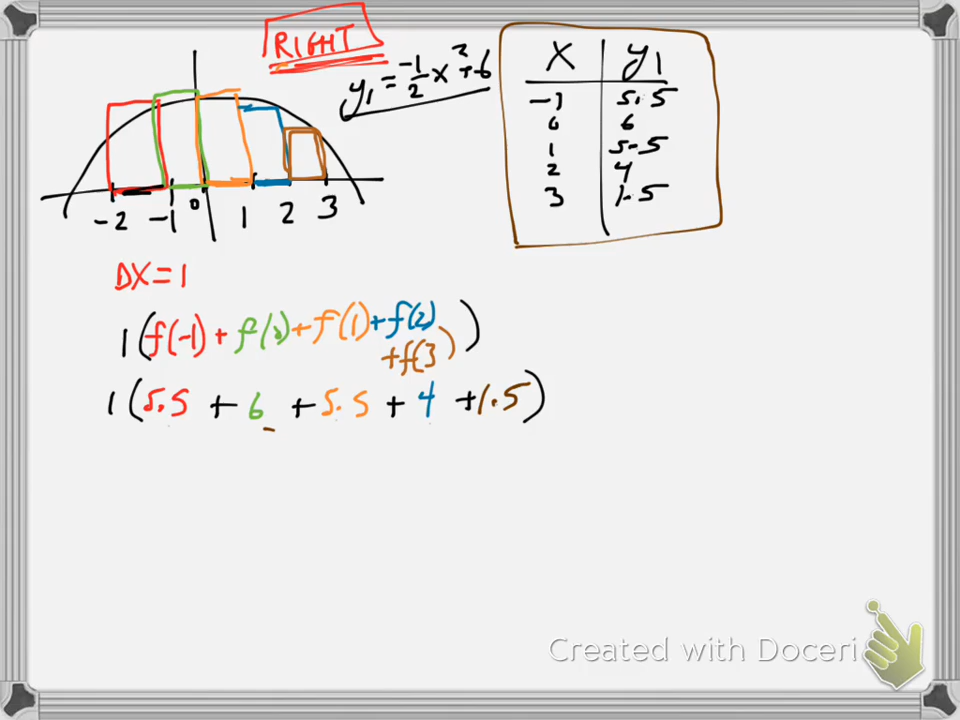 RIGHT
y₁ = -1/2 x² + 6
X | y₁
-1 | 5.5
0 | 6
1 | 5.5
2 | 4
3 | 1.5
-2 -1 0 1 2 3
DX = 1
1(f(-1) + f(0) + f(1) + f(2)
+ f(3))
1(5.5 + 6 + 5.5 + 4 + 1.5)
Created with Doceri